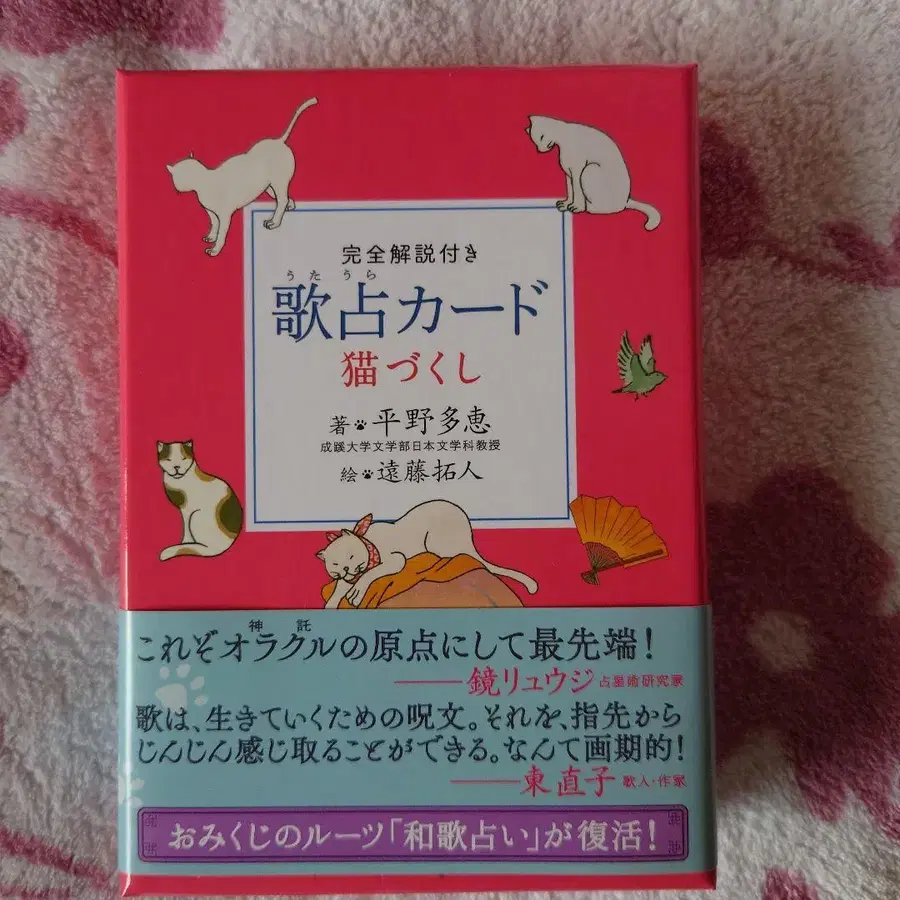 完全解説付き
うたうら
歌占カード
猫づくし
著 平野多恵
成蹊大学文学部日本文学科教授
絵 遠藤拓人
神託
これぞオラクルの原点にして最先端!
――鏡リュウジ 占星術研究家
歌は、生きていくための呪文。それを、指先から
じんじん感じ取ることができる。なんて画期的!
――東直子 歌人・作家
おみくじのルーツ「和歌占い」が復活!